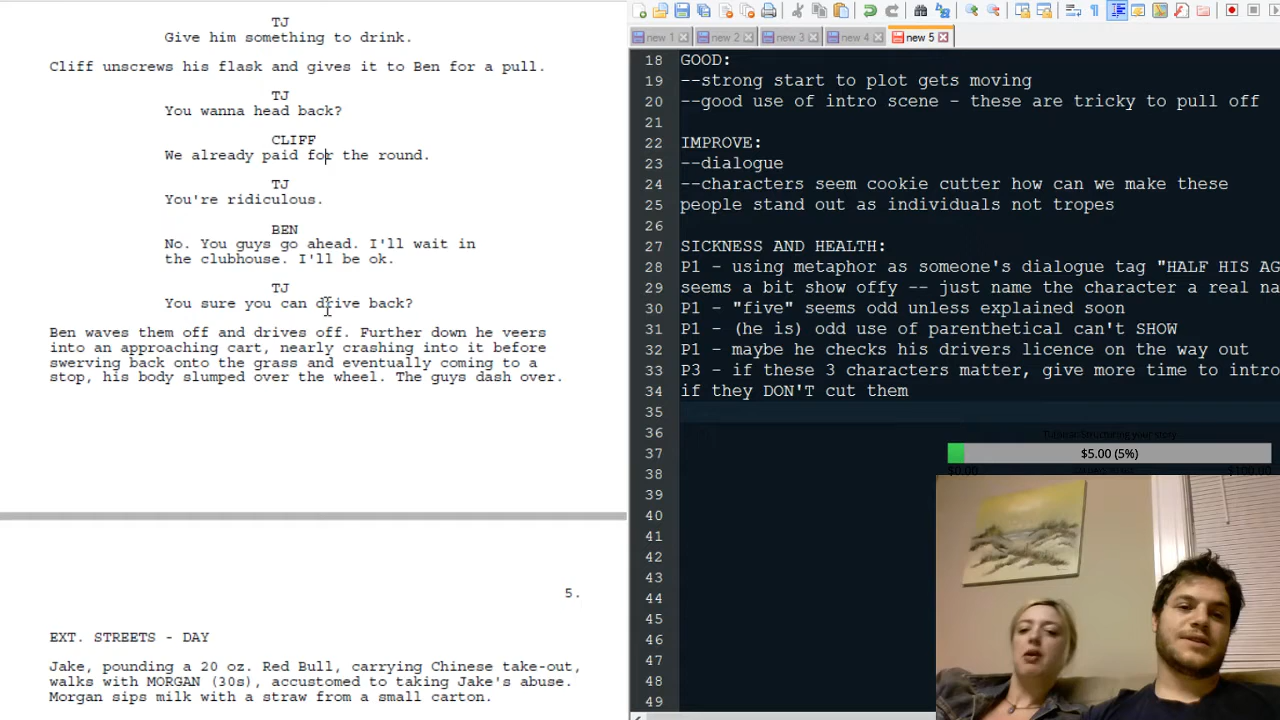 TJ
Give him something to drink.
Cliff unscrews his flask and gives it to Ben for a pull.
TJ
You wanna head back?
CLIFF
We already paid for the round.
TJ
You're ridiculous.
BEN
No. You guys go ahead. I'll wait in
the clubhouse. I'll be ok.
TJ
You sure you can drive back?
Ben waves them off and drives off. Further down he veers
into an approaching cart, nearly crashing into it before
swerving back onto the grass and eventually coming to a
stop, his body slumped over the wheel. The guys dash over.
5.
EXT. STREETS - DAY
Jake, pounding a 20 oz. Red Bull, carrying Chinese take-out,
walks with MORGAN (30s), accustomed to taking Jake's abuse.
Morgan sips milk with a straw from a small carton.
new 1 new 2 new 3 new 4 new 5
18 GOOD:
19 --strong start to plot gets moving
20 --good use of intro scene - these are tricky to pull off
21
22 IMPROVE:
23 --dialogue
24 --characters seem cookie cutter how can we make these
25 people stand out as individuals not tropes
26
27 SICKNESS AND HEALTH:
28 P1 - using metaphor as someone's dialogue tag "HALF HIS AG
29 seems a bit show offy -- just name the character a real na
30 P1 - "five" seems odd unless explained soon
31 P1 - (he is) odd use of parenthetical can't SHOW
32 P1 - maybe he checks his drivers licence on the way out
33 P3 - if these 3 characters matter, give more time to intro
34 if they DON'T cut them
35
36
37
38
39
40
41
42
43
44
45
46
47
48
49
$5.00 (5%)
$0.00 $100.00